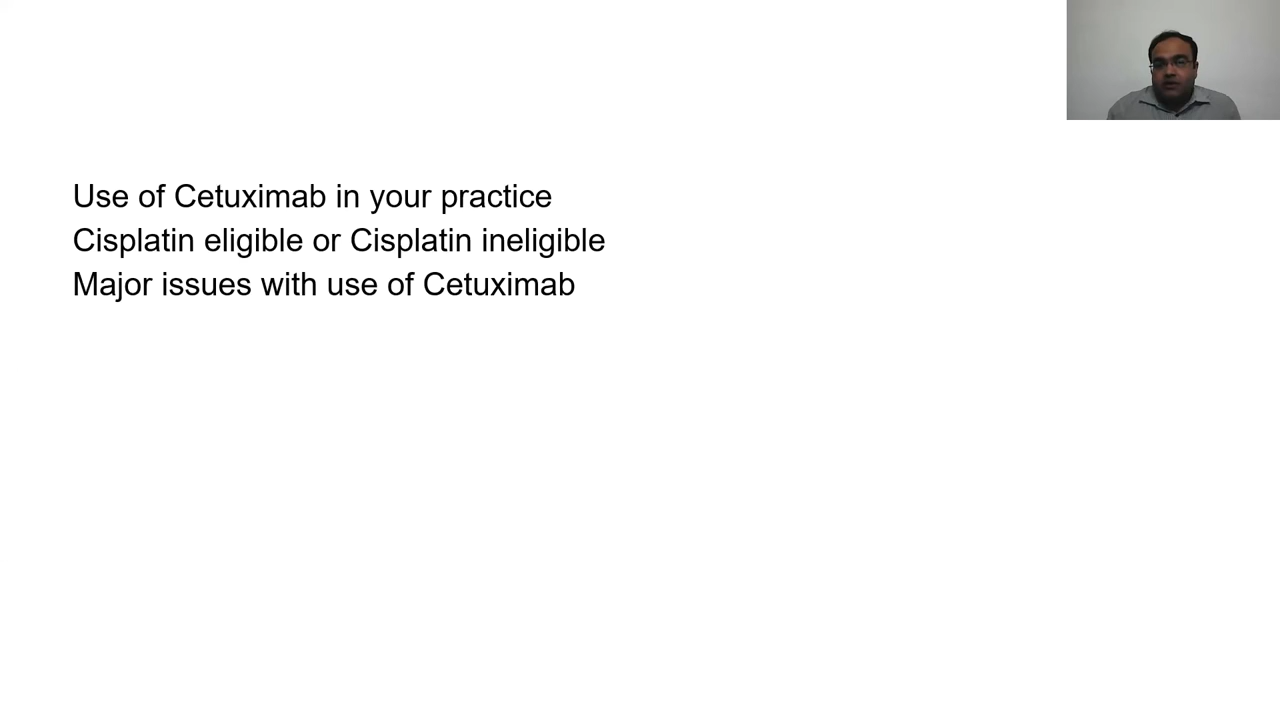 Use of Cetuximab in your practice
Cisplatin eligible or Cisplatin ineligible
Major issues with use of Cetuximab